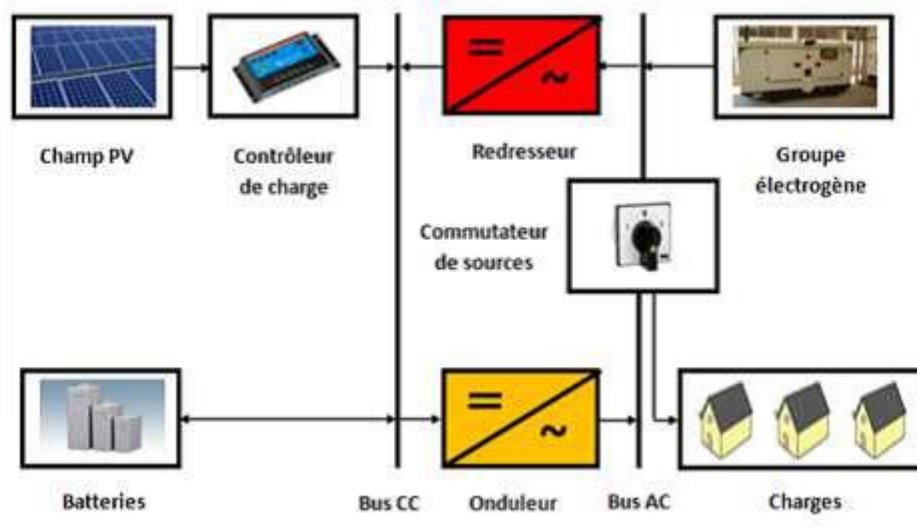 Champ PV
Contrôleur
de charge
Redresseur
Groupe
électrogène
Commutateur
de sources
Batteries
Bus CC
Onduleur
Bus AC
Charges